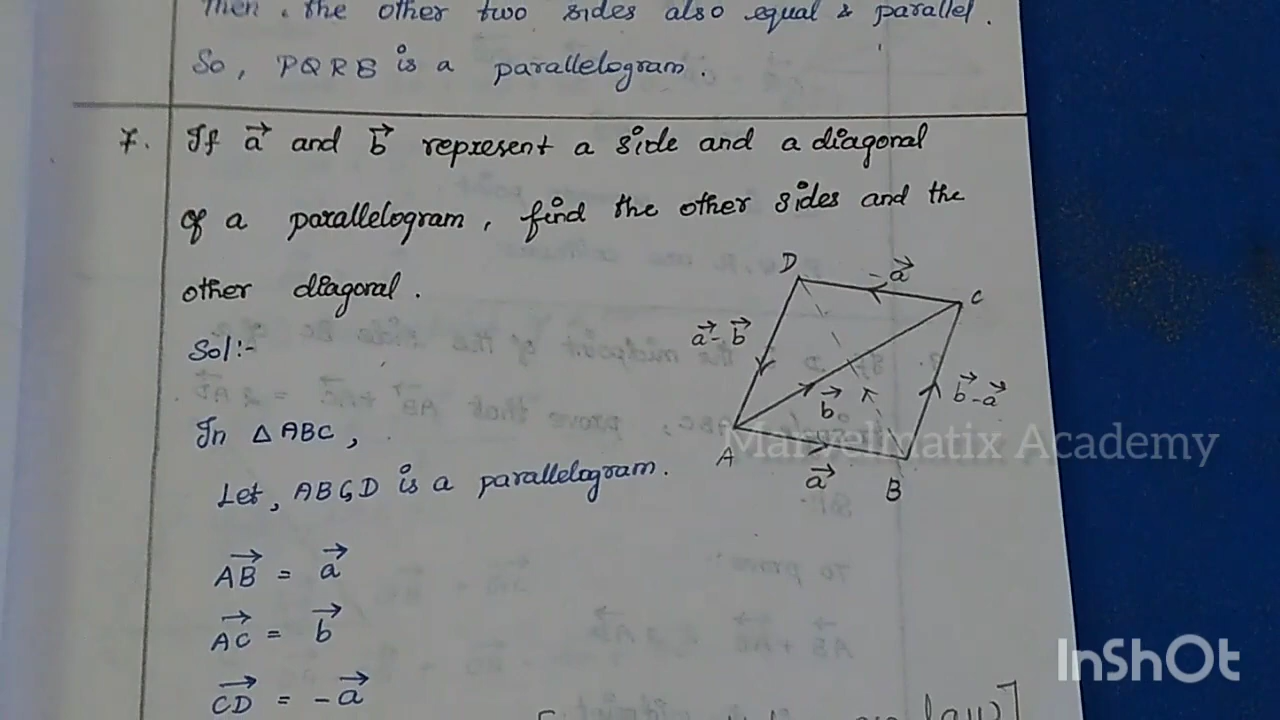 Then, the other two sides also equal & parallel.
So, PQRS is a parallelogram.
7. If a⃗ and b⃗ represent a side and a diagonal
of a parallelogram, find the other sides and the
other diagonal.
D
-a⃗
C
Sol:-
a⃗-b⃗
b⃗
b⃗-a⃗
In △ABC,
A
a⃗
B
Marvelmatix Academy
Let, ABCD is a parallelogram.
AB⃗ = a⃗
AC⃗ = b⃗
CD⃗ = -a⃗
law]
InShOt